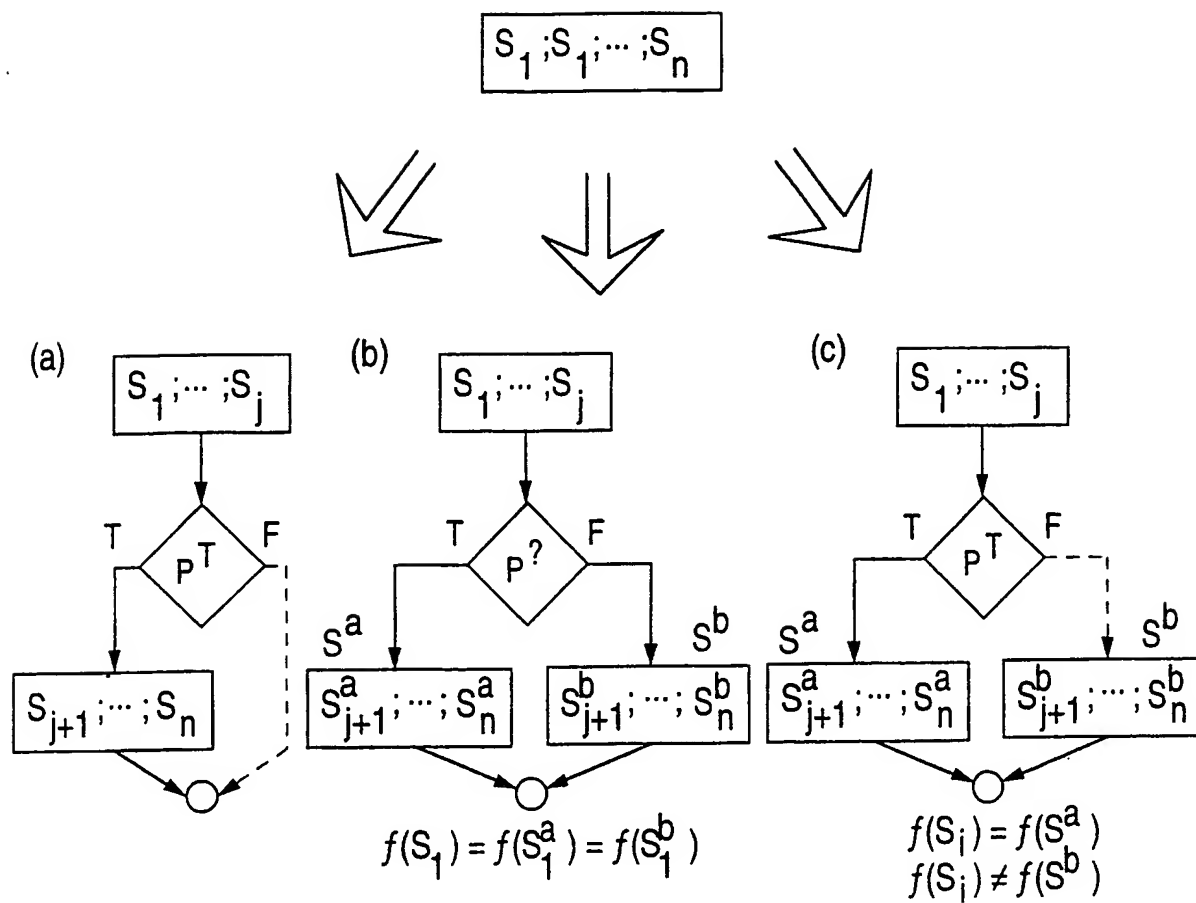 S₁;S₁;⋯;Sₙ
(a)
(b)
(c)
S₁;⋯;Sⱼ
S₁;⋯;Sⱼ
S₁;⋯;Sⱼ
T
Pᵀ
F
T
P?
F
T
Pᵀ
F
Sᵃ
Sᵇ
Sᵃ
Sᵇ
Sⱼ₊₁;⋯;Sₙ
Sᵃⱼ₊₁;⋯;Sᵃₙ
Sᵇⱼ₊₁;⋯;Sᵇₙ
Sᵃⱼ₊₁;⋯;Sᵃₙ
Sᵇⱼ₊₁;⋯;Sᵇₙ
f(S₁)=f(Sᵃ₁)=f(Sᵇ₁)
f(Sᵢ)=f(Sᵃ)
f(Sᵢ)≠f(Sᵇ)